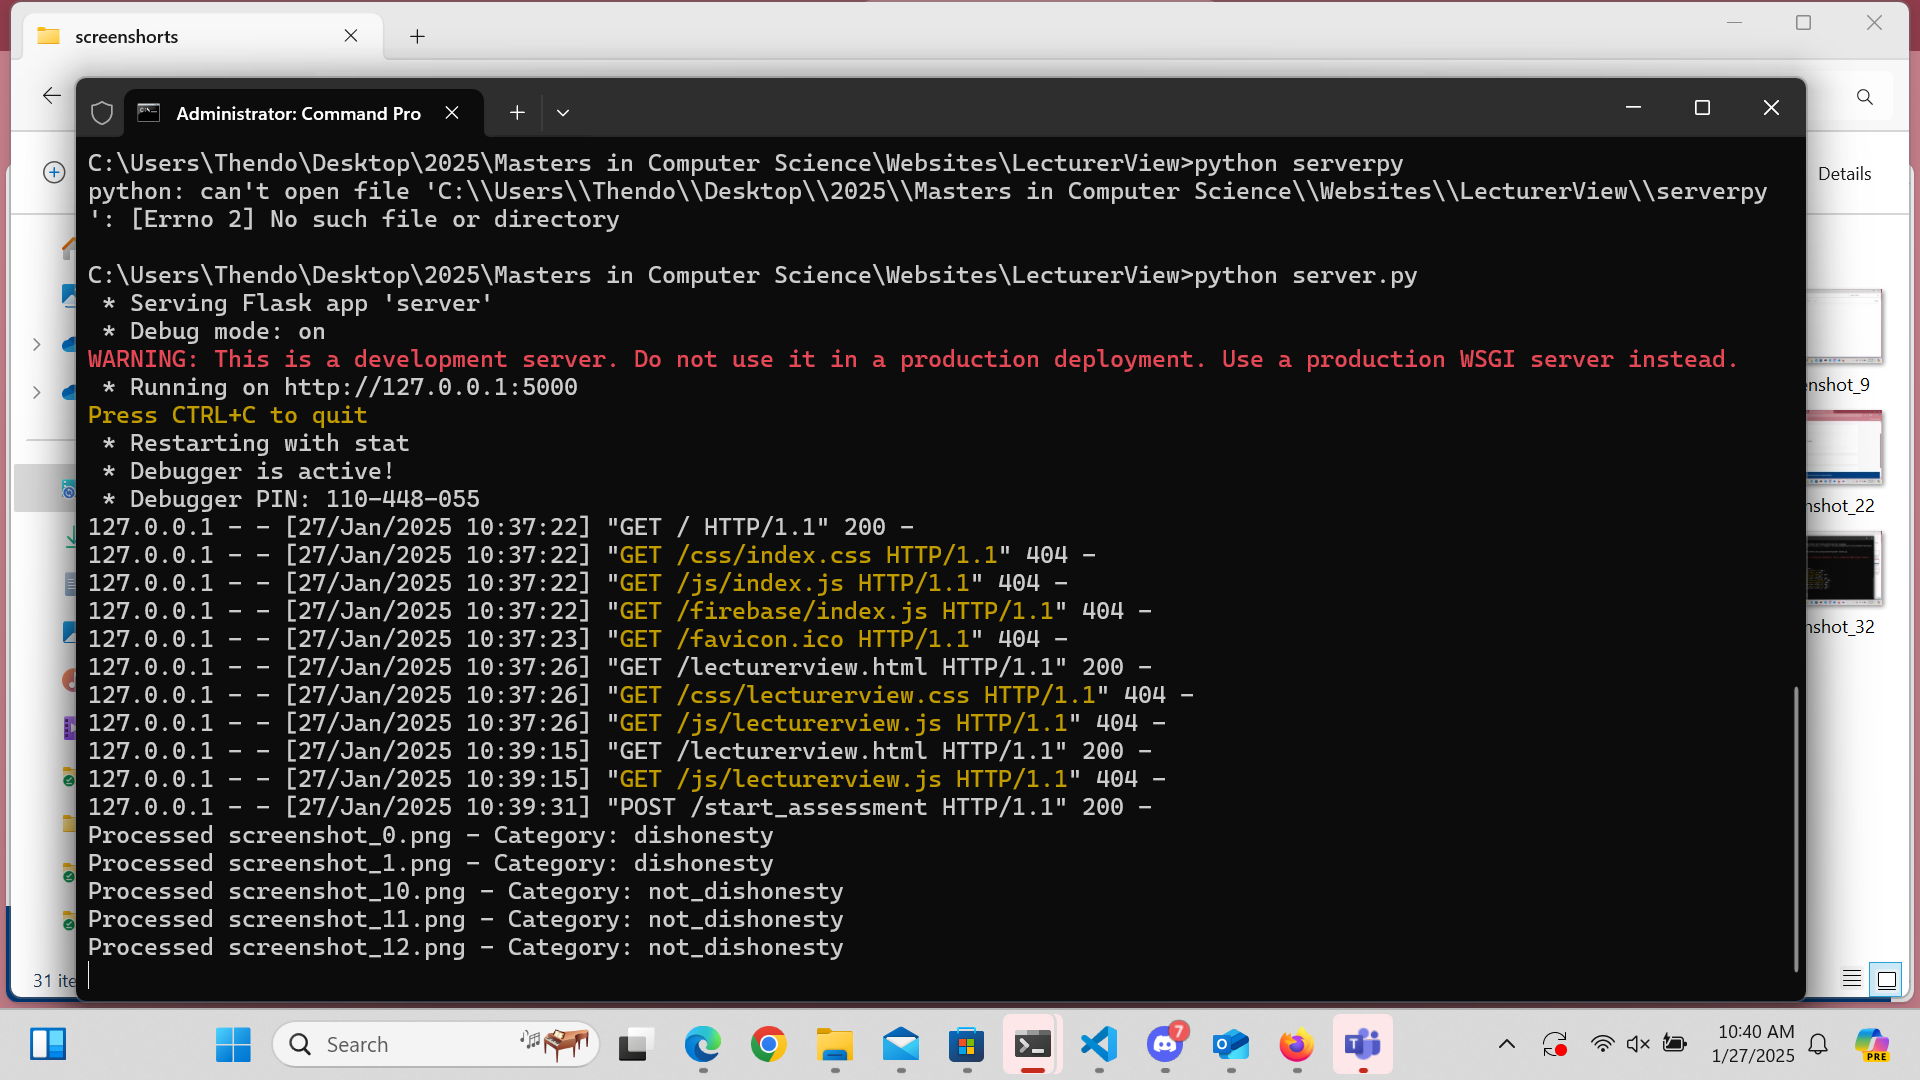 screenshorts
Administrator: Command Pro
Details
C:\Users\Thendo\Desktop\2025\Masters in Computer Science\Websites\LecturerView>python serverpy
python: can't open file 'C:\\Users\\Thendo\\Desktop\\2025\\Masters in Computer Science\\Websites\\LecturerView\\serverpy
': [Errno 2] No such file or directory
C:\Users\Thendo\Desktop\2025\Masters in Computer Science\Websites\LecturerView>python server.py
* Serving Flask app 'server'
* Debug mode: on
WARNING: This is a development server. Do not use it in a production deployment. Use a production WSGI server instead.
* Running on http://127.0.0.1:5000
Press CTRL+C to quit
* Restarting with stat
* Debugger is active!
* Debugger PIN: 110-448-055
127.0.0.1 - - [27/Jan/2025 10:37:22] "GET / HTTP/1.1" 200 -
127.0.0.1 - - [27/Jan/2025 10:37:22] "GET /css/index.css HTTP/1.1" 404 -
127.0.0.1 - - [27/Jan/2025 10:37:22] "GET /js/index.js HTTP/1.1" 404 -
127.0.0.1 - - [27/Jan/2025 10:37:22] "GET /firebase/index.js HTTP/1.1" 404 -
127.0.0.1 - - [27/Jan/2025 10:37:23] "GET /favicon.ico HTTP/1.1" 404 -
127.0.0.1 - - [27/Jan/2025 10:37:26] "GET /lecturerview.html HTTP/1.1" 200 -
127.0.0.1 - - [27/Jan/2025 10:37:26] "GET /css/lecturerview.css HTTP/1.1" 404 -
127.0.0.1 - - [27/Jan/2025 10:37:26] "GET /js/lecturerview.js HTTP/1.1" 404 -
127.0.0.1 - - [27/Jan/2025 10:39:15] "GET /lecturerview.html HTTP/1.1" 200 -
127.0.0.1 - - [27/Jan/2025 10:39:15] "GET /js/lecturerview.js HTTP/1.1" 404 -
127.0.0.1 - - [27/Jan/2025 10:39:31] "POST /start_assessment HTTP/1.1" 200 -
Processed screenshot_0.png - Category: dishonesty
Processed screenshot_1.png - Category: dishonesty
Processed screenshot_10.png - Category: not_dishonesty
Processed screenshot_11.png - Category: not_dishonesty
Processed screenshot_12.png - Category: not_dishonesty
enshot_9
nshot_22
nshot_32
31 ite
Search
7
10:40 AM
1/27/2025
PRE